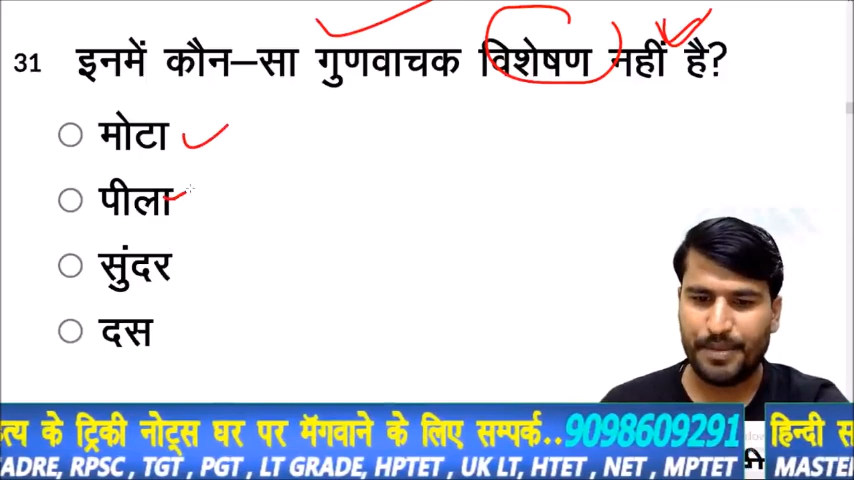 31 इनमें कौन–सा गुणवाचक विशेषण नहीं है?
मोटा
पीला
सुंदर
दस
त्य के ट्रिकी नोट्स घर पर मॅगवाने के लिए सम्पर्क..9098609291
हिन्दी स
ADRE, RPSC , TGT , PGT , LT GRADE, HPTET , UK LT, HTET , NET , MPTET
MASTER